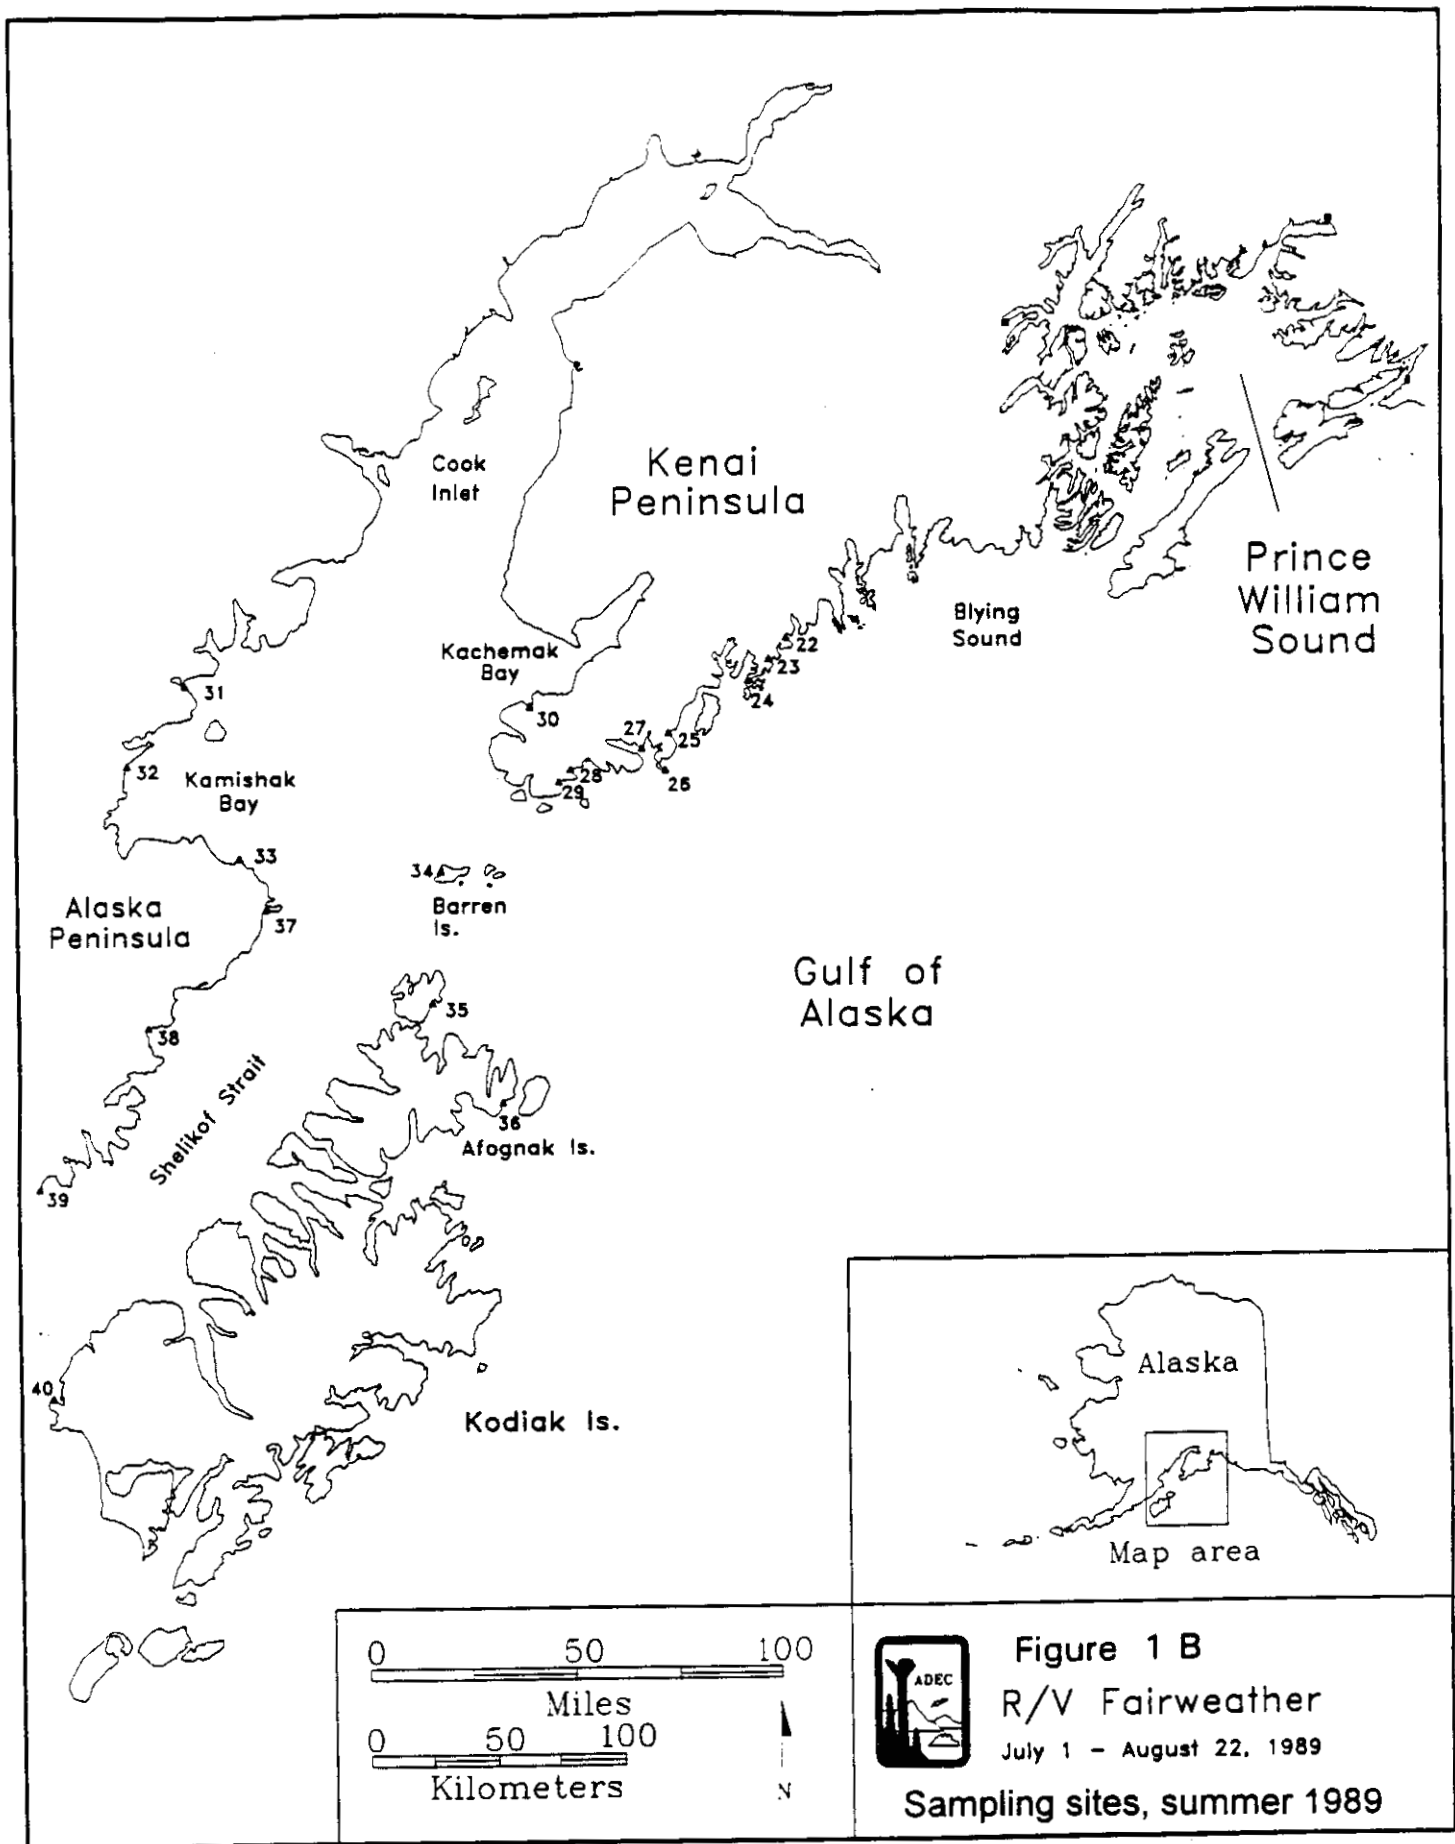 Cook
Inlet
Kenai
Peninsula
Prince
William
Sound
Blying
Sound
Kachemak
Bay
22
23
24
31
30
27
25
32
28
26
29
Kamishak
Bay
33
34
Barren
Is.
37
Alaska
Peninsula
Gulf of
Alaska
35
38
Shelikof Strait
36
Afognak Is.
39
40
Kodiak Is.
Alaska
Map area
0 50 100
Miles
0 50 100
Kilometers
N
ADEC
Figure 1 B
R/V Fairweather
July 1 - August 22, 1989
Sampling sites, summer 1989